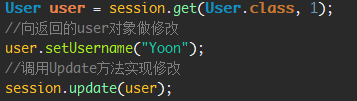 User user = session.get(User.class, 1);
//向返回的user对象做修改
user.setUsername("Yoon");
//调用Update方法实现修改
session.update(user);